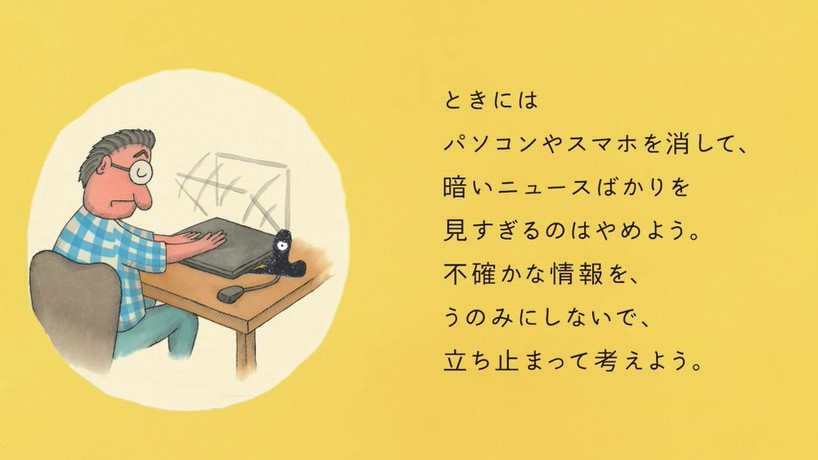 ときには
パソコンやスマホを消して、
暗いニュースばかりを
見すぎるのはやめよう。
不確かな情報を、
うのみにしないで、
立ち止まって考えよう。